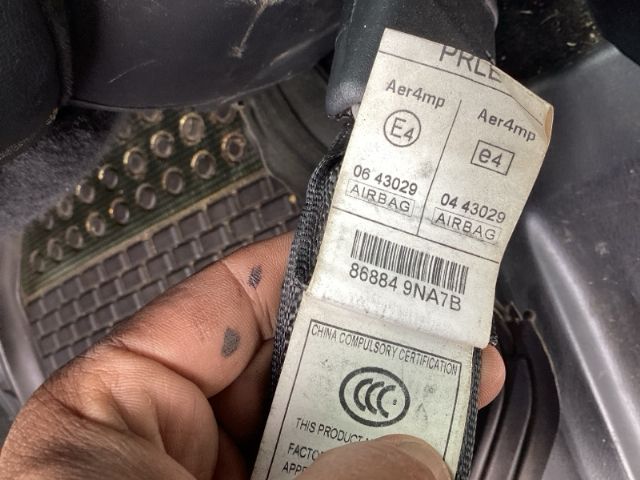 PRLE
Aer4mp Aer4mp
E4 e4
06 43029 04 43029
AIRBAG AIRBAG
86884 9NA7B
CHINA COMPULSORY CERTIFICATION
CCC
THIS PRODUCT